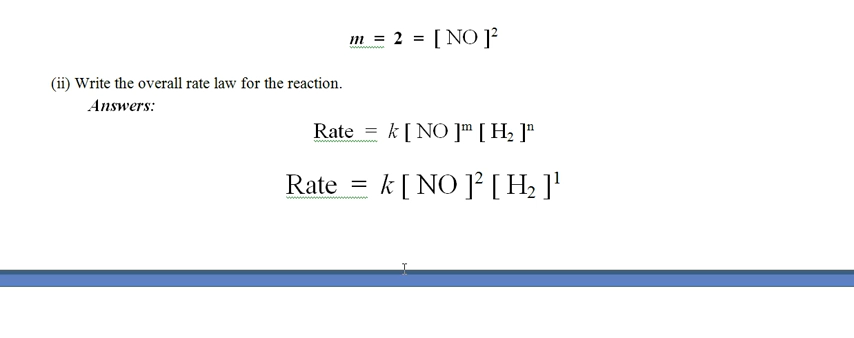 m = 2 = [ NO ]²
(ii) Write the overall rate law for the reaction.
Answers:
Rate = k [ NO ]ᵐ [ H₂ ]ⁿ
Rate = k [ NO ]² [ H₂ ]¹